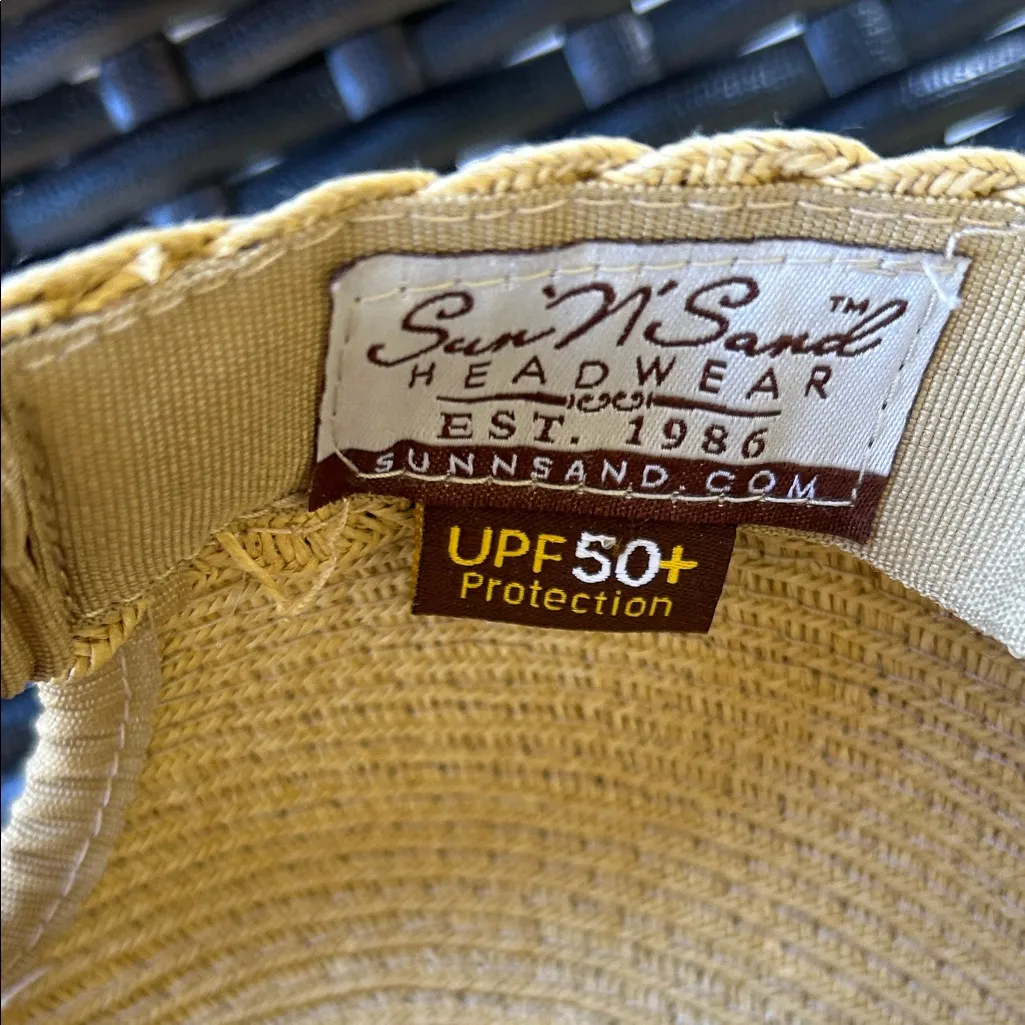 Sun 'N' Sand™
HEADWEAR
EST. 1986
SUNNSAND.COM
UPF 50+
Protection